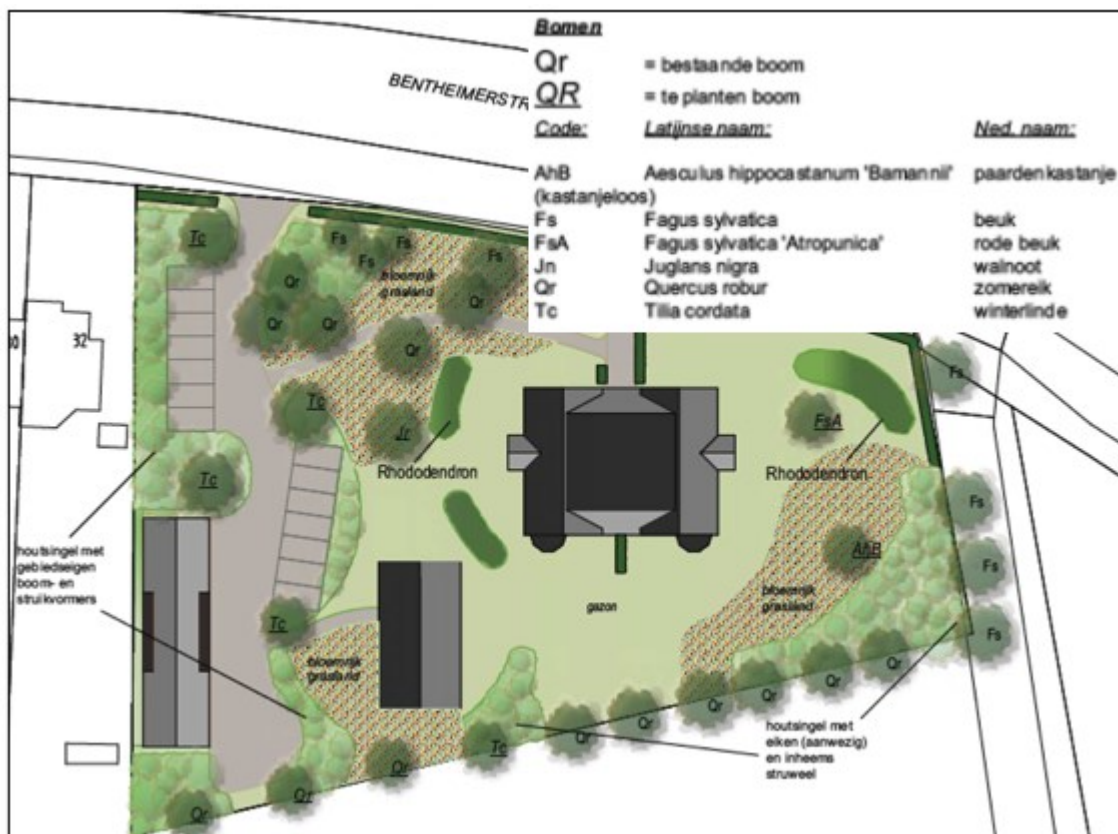 Bomen
Qr = bestaande boom
QR = te planten boom
Code: Latijnse naam: Ned. naam:
AhB Aesculus hippocastanum 'Bamannii' paardenkastanje
(kastanjeloos)
Fs Fagus sylvatica beuk
FsA Fagus sylvatica 'Atropunica' rode beuk
Jn Juglans nigra walnoot
Qr Quercus robur zomereik
Tc Tilia cordata winterlinde
BENTHEIMERSTR
Tc
Fs
Fs
Fs
Fs
bloemrijk
grasland
Qr
Qr
Qr
Qr
Qr
32
Tc
Jr
FsA
Fs
Rhododendron
Rhododendron
Tc
Fs
AhB
Fs
houtsingel met
gebiedseigen
boom- en
struikvormers
bloemrijk
grasland
gazon
Tc
Fs
bloemrijk
grasland
Qr
Qr
Qr
Qr
Qr
Qr
Tc
Qr
Qr
Qr
houtsingel met
eiken (aanwezig)
en inheems
struweel